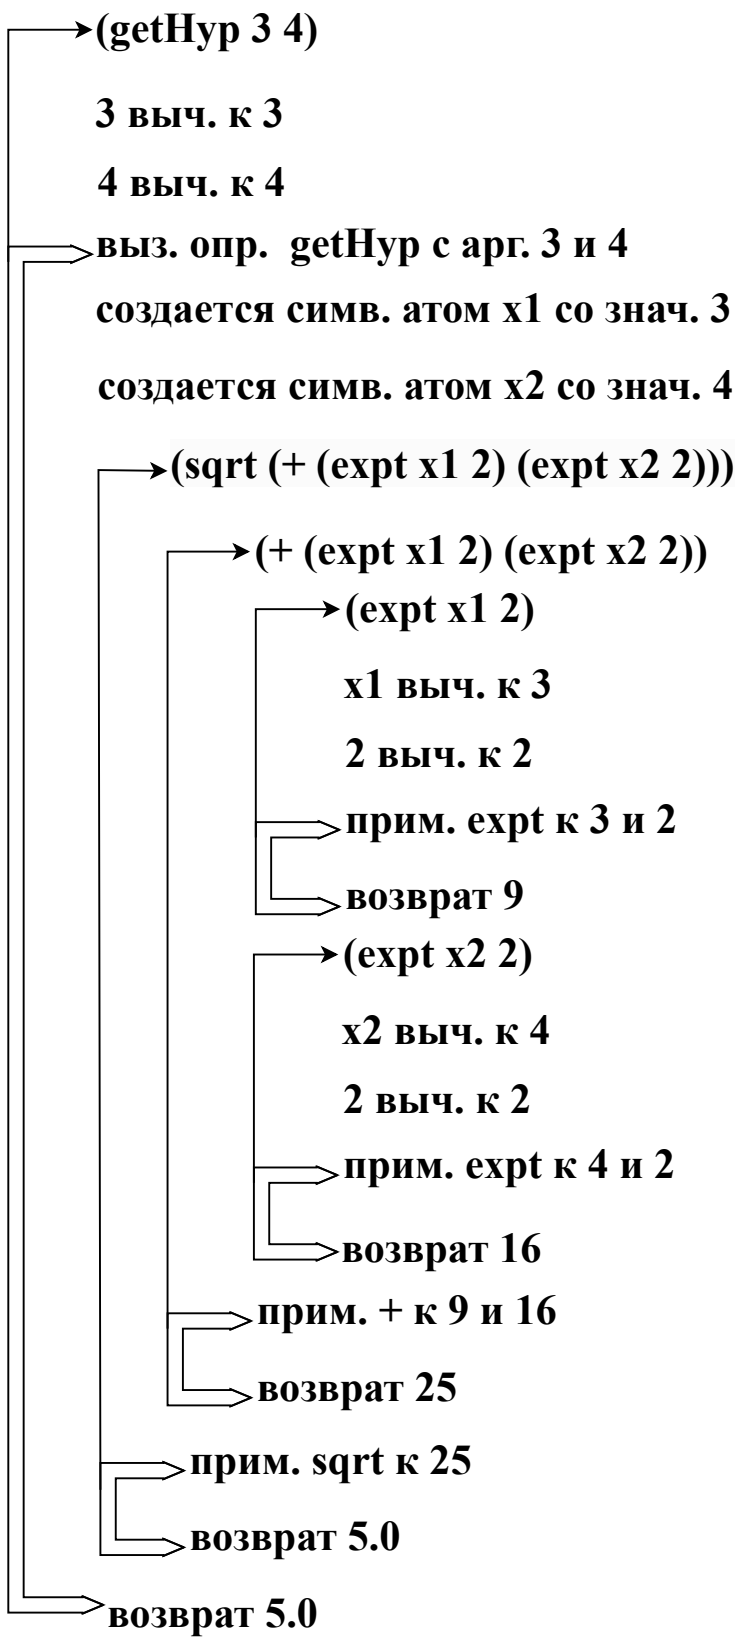 (getHyp 3 4)
3 выч. к 3
4 выч. к 4
выз. опр. getHyp с арг. 3 и 4
создается симв. атом x1 со знач. 3
создается симв. атом x2 со знач. 4
(sqrt (+ (expt x1 2) (expt x2 2)))
(+ (expt x1 2) (expt x2 2))
(expt x1 2)
x1 выч. к 3
2 выч. к 2
прим. expt к 3 и 2
возврат 9
(expt x2 2)
x2 выч. к 4
2 выч. к 2
прим. expt к 4 и 2
возврат 16
прим. + к 9 и 16
возврат 25
прим. sqrt к 25
возврат 5.0
возврат 5.0